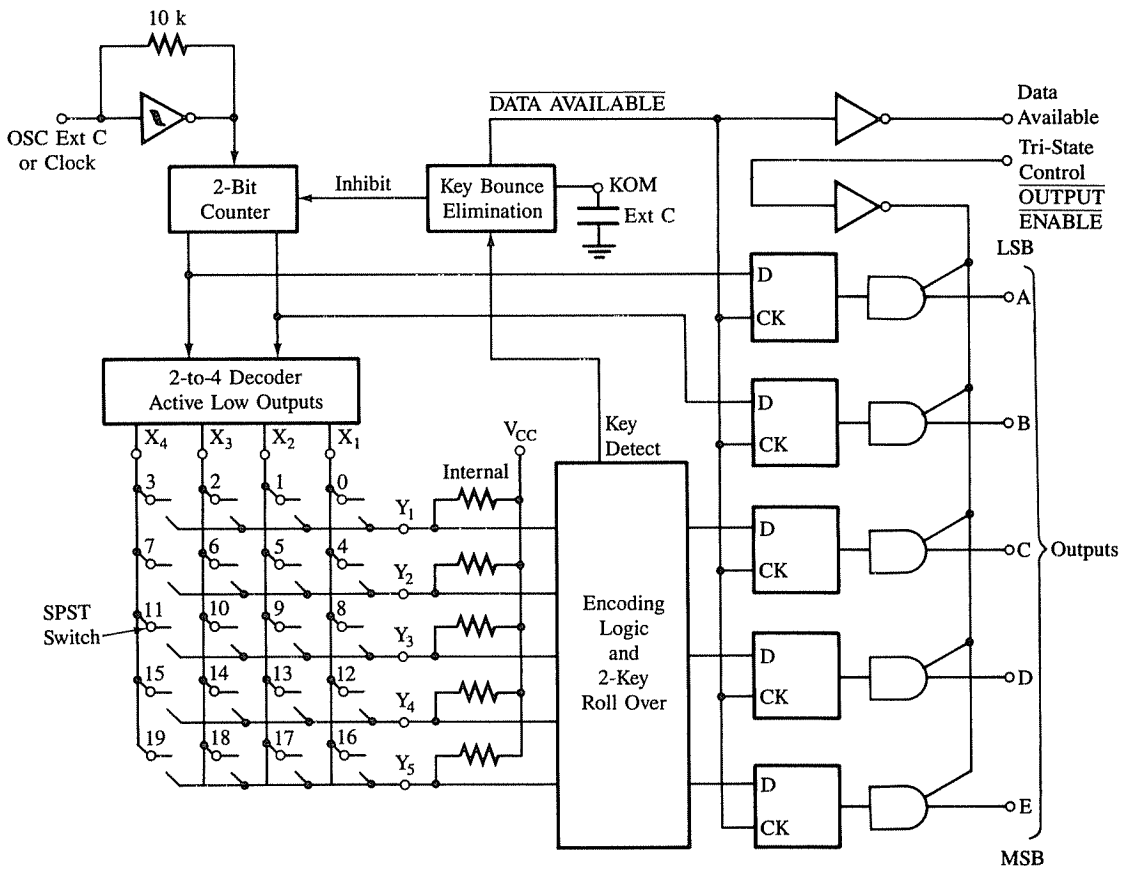 10 k
OSC Ext C
or Clock
2-Bit
Counter
Inhibit
Key Bounce
Elimination
DATA AVAILABLE
KOM
Ext C
Data
Available
Tri-State
Control
OUTPUT
ENABLE
LSB
2-to-4 Decoder
Active Low Outputs
X4 X3 X2 X1
VCC
Internal
Key
Detect
3 2 1 0
Y1
7 6 5 4
Y2
SPST
Switch
11 10 9 8
Y3
15 14 13 12
Y4
19 18 17 16
Y5
Encoding
Logic
and
2-Key
Roll Over
D
CK
A
D
CK
B
D
CK
C
Outputs
D
CK
D
D
CK
E
MSB